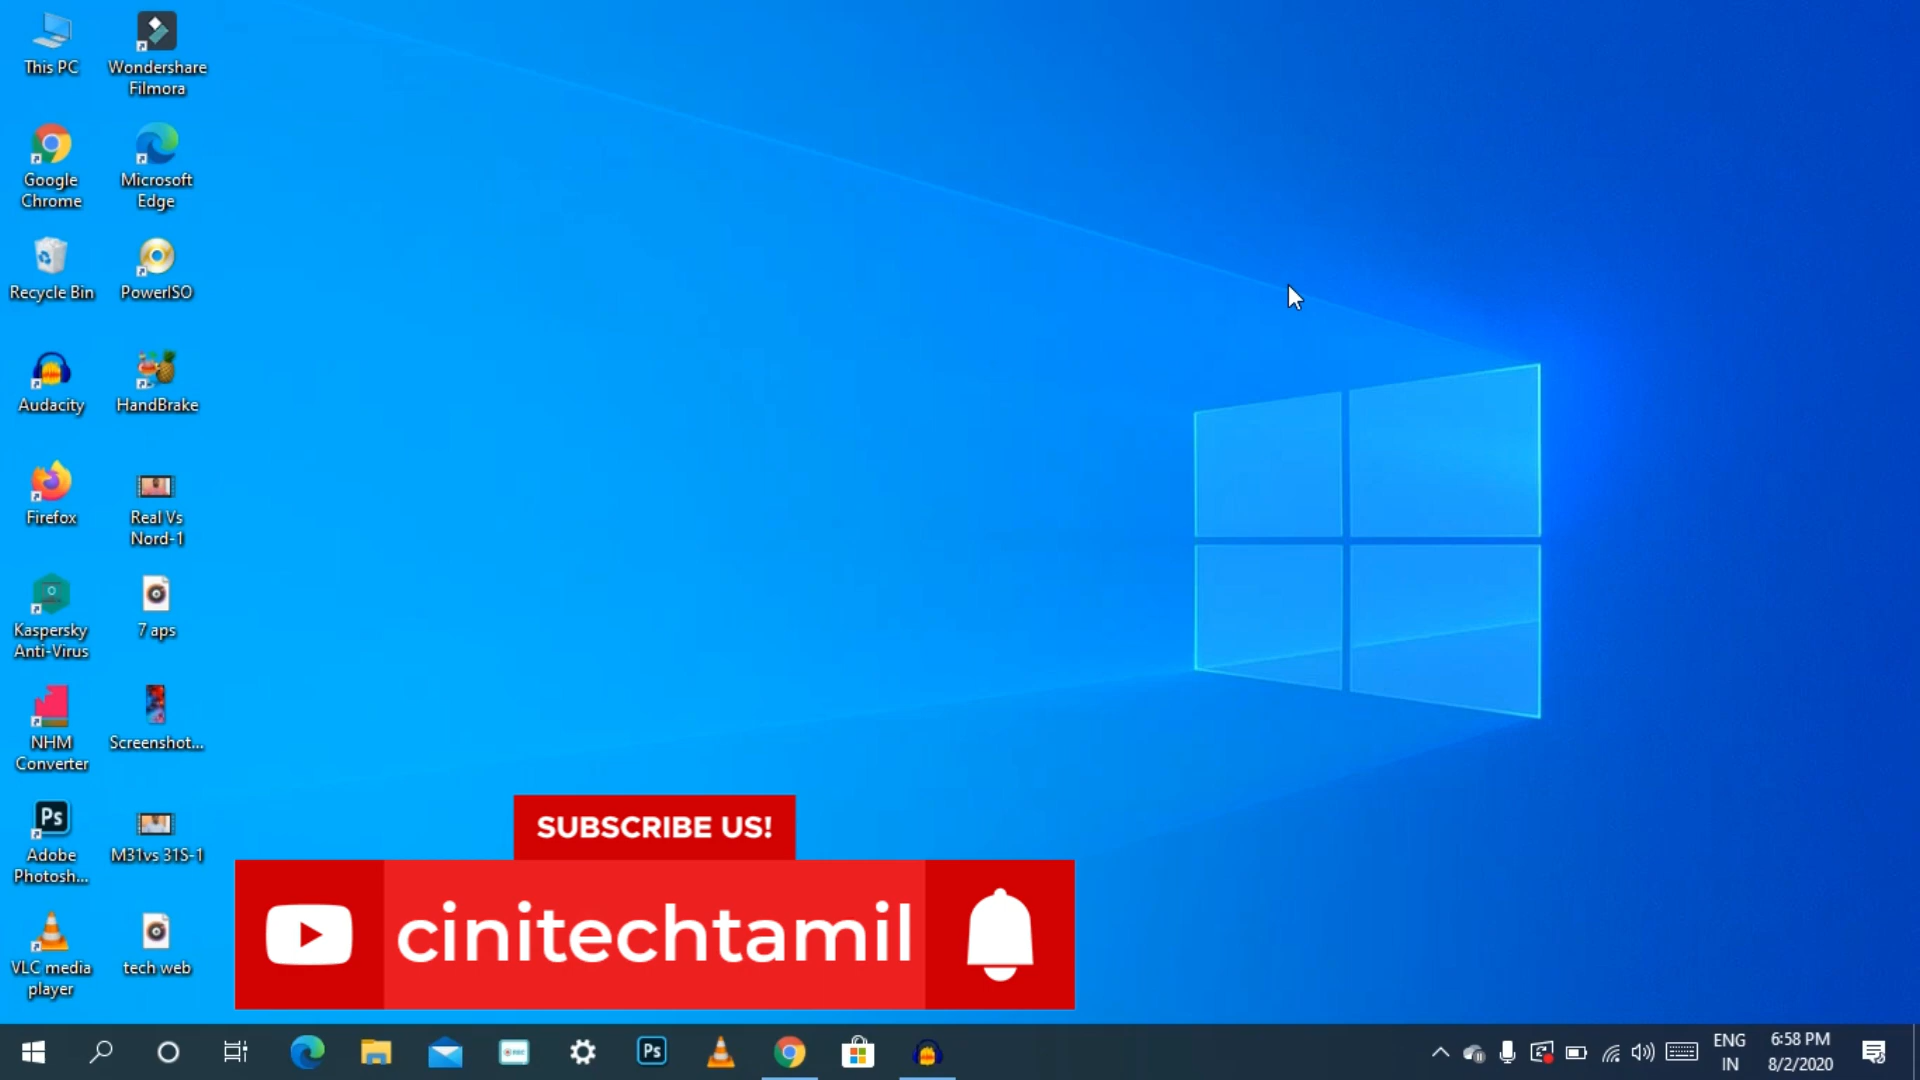 This PC
Wondershare
Filmora
Google
Chrome
Microsoft
Edge
Recycle Bin
PowerISO
Audacity
HandBrake
Firefox
Real Vs
Nord-1
Kaspersky
Anti-Virus
7 aps
NHM
Converter
Screenshot...
Ps
Adobe
Photosh...
M31vs 31S-1
VLC media
player
tech web
SUBSCRIBE US!
cinitechtamil
Ps
ENG
IN
6:58 PM
8/2/2020